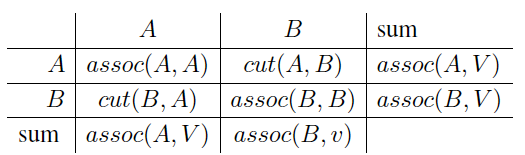 A B sum
A assoc(A, A) cut(A, B) assoc(A, V)
B cut(B, A) assoc(B, B) assoc(B, V)
sum assoc(A, V) assoc(B, v)